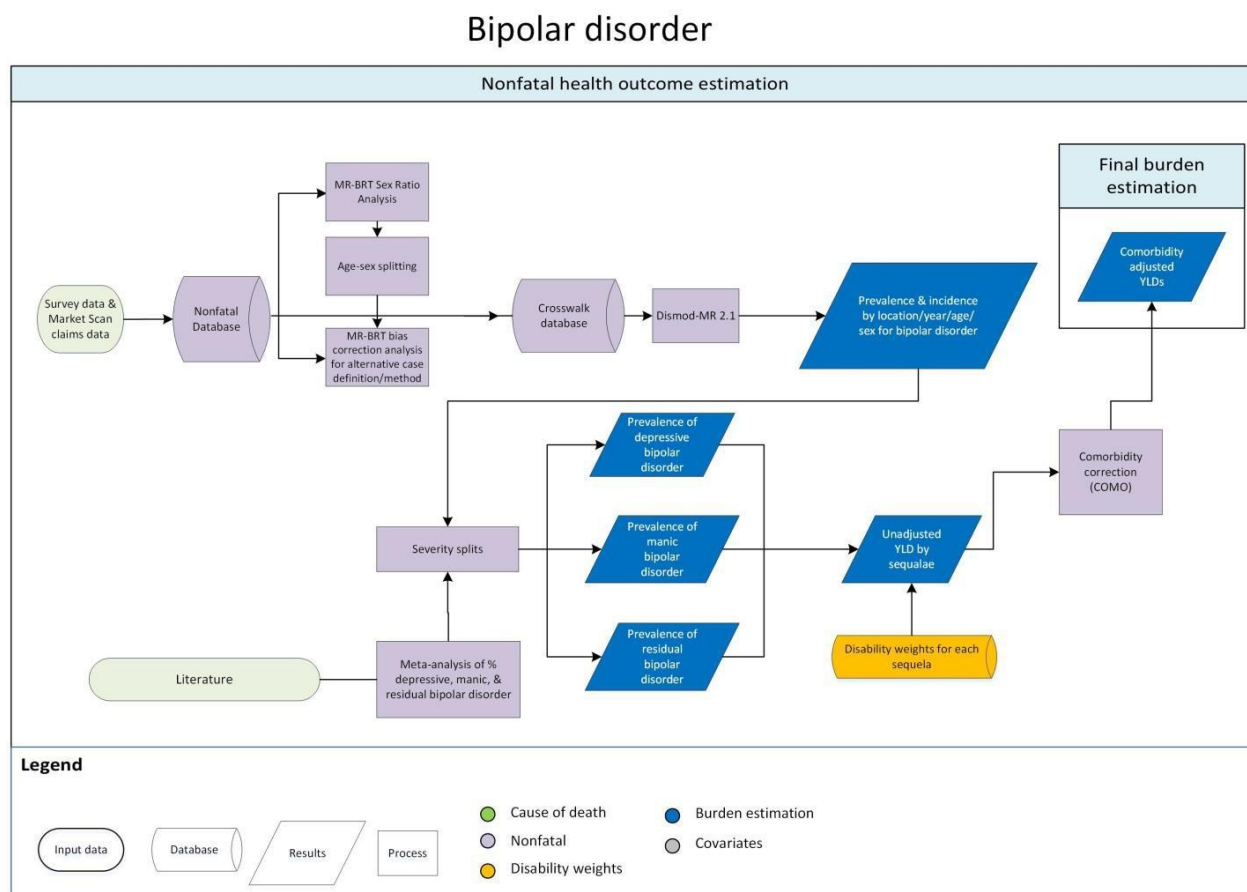 Bipolar disorder
Nonfatal health outcome estimation
MR-BRT Sex Ratio
Analysis
Age-sex splitting
MR-BRT bias
correction analysis
for alternative case
definition/method
Survey data &
Market Scan
claims data
Nonfatal
Database
Crosswalk
database
Dismod-MR 2.1
Prevalence & incidence
by location/year/age/
sex for bipolar disorder
Final burden
estimation
Comorbidity
adjusted
YLDs
Prevalence of
depressive
bipolar
disorder
Severity splits
Prevalence of
manic
bipolar
disorder
Unadjusted
YLD by
sequalae
Comorbidity
correction
(COMO)
Literature
Meta-analysis of %
depressive, manic, &
residual bipolar disorder
Prevalence of
residual
bipolar
disorder
Disability weights for each
sequela
Legend
Input data
Database
Results
Process
Cause of death
Nonfatal
Disability weights
Burden estimation
Covariates